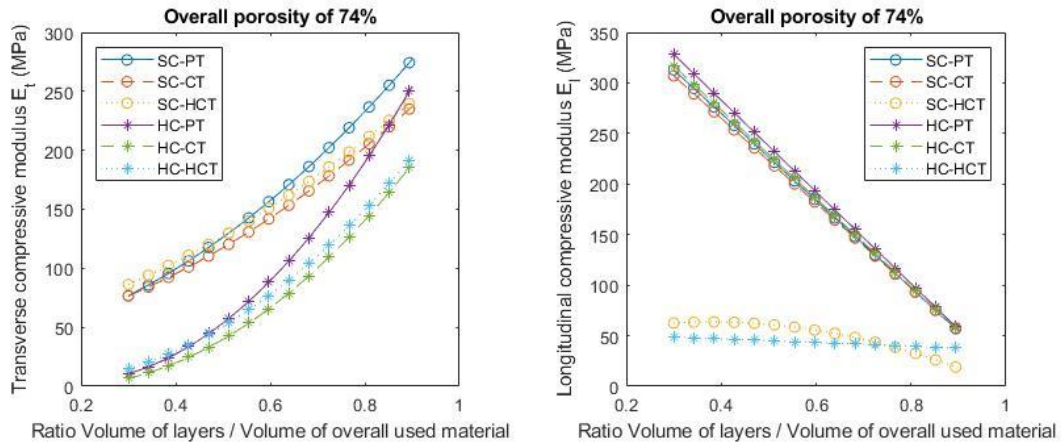 Overall porosity of 74%
Transverse compressive modulus E_t (MPa)
300
250
200
150
100
50
0
SC-PT
SC-CT
SC-HCT
HC-PT
HC-CT
HC-HCT
0.2
0.4
0.6
0.8
1
Ratio Volume of layers / Volume of overall used material
Overall porosity of 74%
Longitudinal compressive modulus E_l (MPa)
350
300
250
200
150
100
50
0
SC-PT
SC-CT
SC-HCT
HC-PT
HC-CT
HC-HCT
0.2
0.4
0.6
0.8
1
Ratio Volume of layers / Volume of overall used material